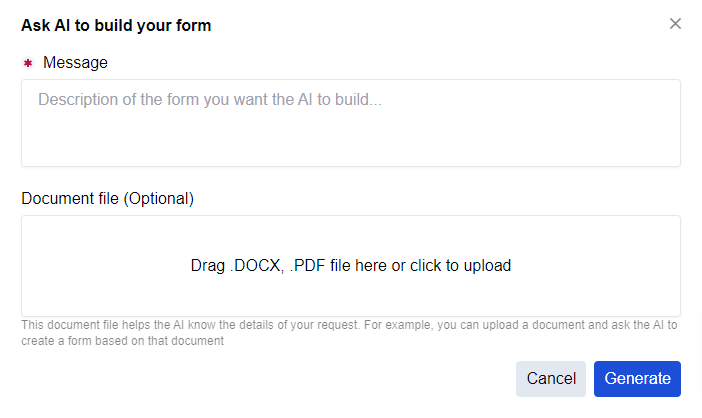 Ask AI to build your form
* Message
Description of the form you want the AI to build...
Document file (Optional)
Drag .DOCX, .PDF file here or click to upload
This document file helps the AI know the details of your request. For example, you can upload a document and ask the AI to
create a form based on that document
Cancel Generate